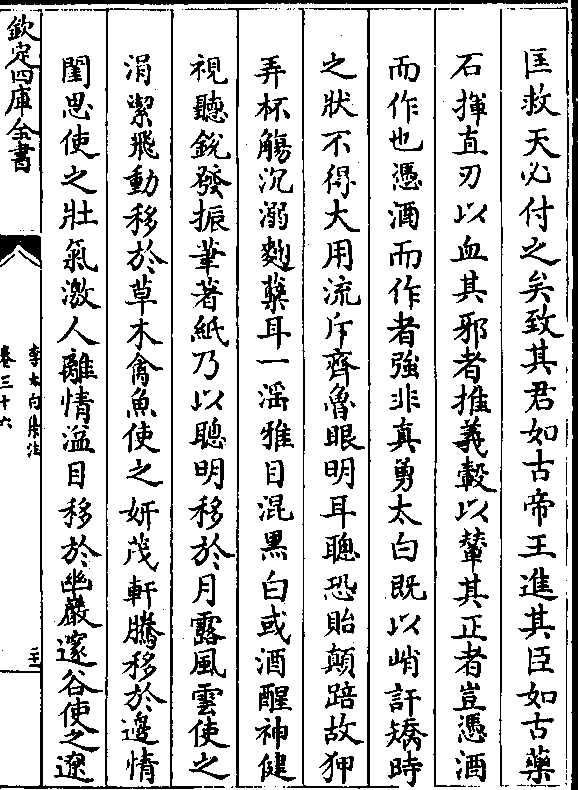 匡救天必付之矣致其君如古帝王進其臣如古藥
石揮直刃以血其邪者推義轂以輦其正者豈憑酒
而作也憑酒而作者強非真勇太白既以峭訐矯時
之狀不得大用流斥齊魯眼明耳聰恐貽顛踣故狎
弄杯觴沉溺麴糵耳一淫雅目混黑白或酒醒神健
視聽銳發振筆著紙乃以聰明移於月露風雲使之
涓潔飛動移於草木禽魚使之妍茂軒騰移於邊情
閨思使之壯氣激人離情溢目移於幽巖邃谷使之遼
欽定四庫全書
李太白集注
卷三十六